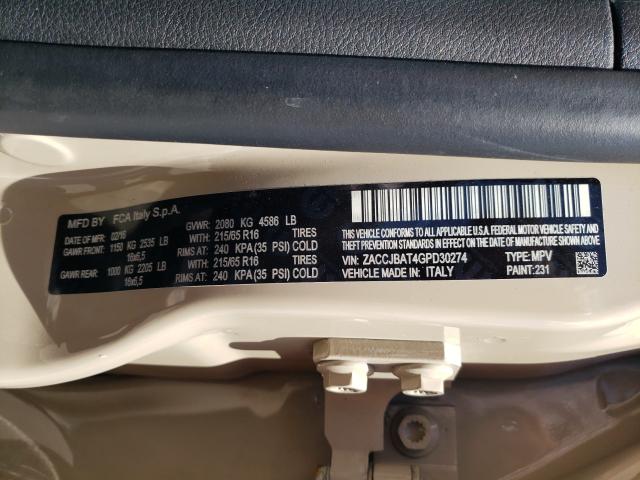 MFD BY FCA Italy S.p.A.
DATE OF MFR: 02/16 GVWR: 2080 KG 4586 LB
GAWR FRONT: 1150 KG 2535 LB WITH 215/65 R16 TIRES
16x6,5 RIMS AT: 240 KPA(35 PSI) COLD
GAWR REAR: 1000 KG 2205 LB WITH 215/65 R16 TIRES
16x6,5 RIMS AT: 240 KPA(35 PSI) COLD
THIS VEHICLE CONFORMS TO ALL APPLICABLE U.S.A. FEDERAL MOTOR
VEHICLE SAFETY, BUMPER, AND THEFT PREVENTION STANDARDS IN
EFFECT ON THE DATE OF MANUFACTURE SHOWN ABOVE.
VIN: ZACCJBAT4GPD30274 TYPE: MPV
VEHICLE MADE IN: ITALY PAINT: 231